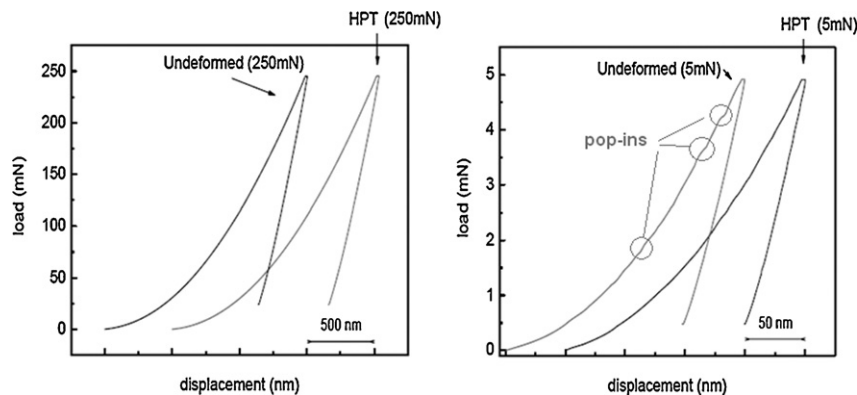 HPT (250mN)
Undeformed (250mN)
250
200
150
100
50
0
load (mN)
500 nm
displacement (nm)
HPT (5mN)
Undeformed (5mN)
pop-ins
5
4
3
2
1
0
load (mN)
50 nm
displacement (nm)